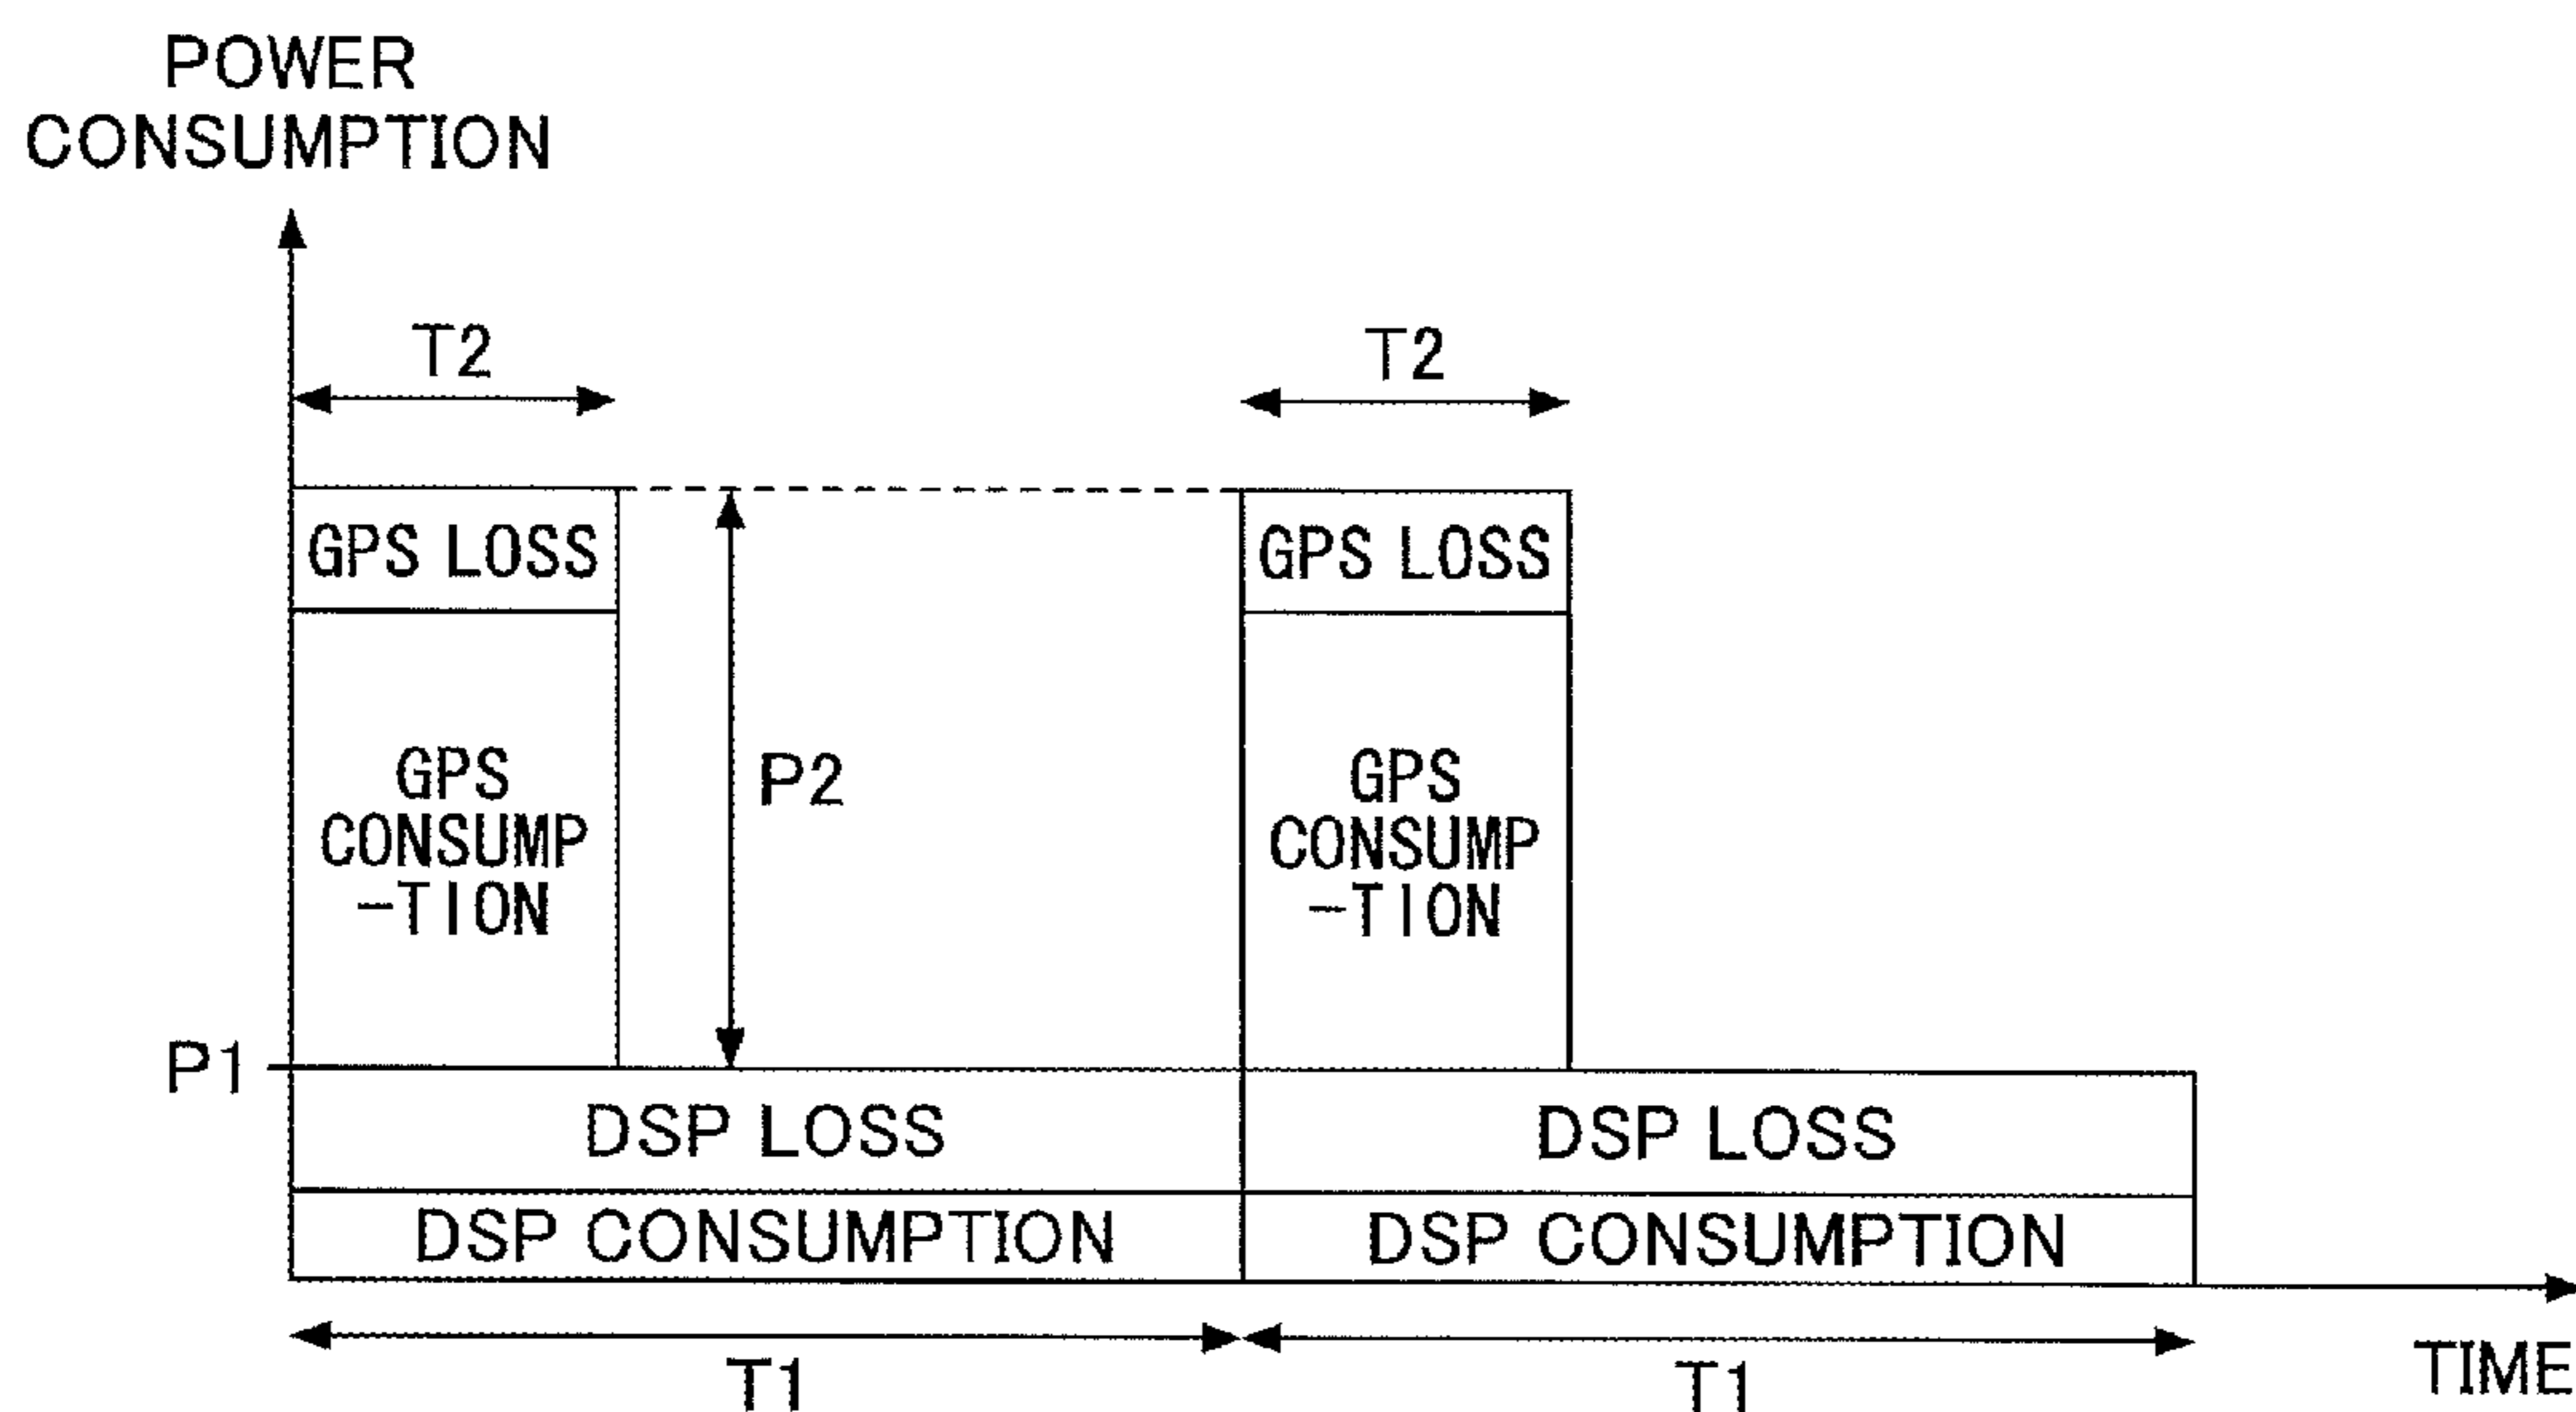 POWER
CONSUMPTION
T2
T2
GPS LOSS
GPS LOSS
GPS
CONSUMP
-TION
P2
GPS
CONSUMP
-TION
P1
DSP LOSS
DSP LOSS
DSP CONSUMPTION
DSP CONSUMPTION
T1
T1
TIME